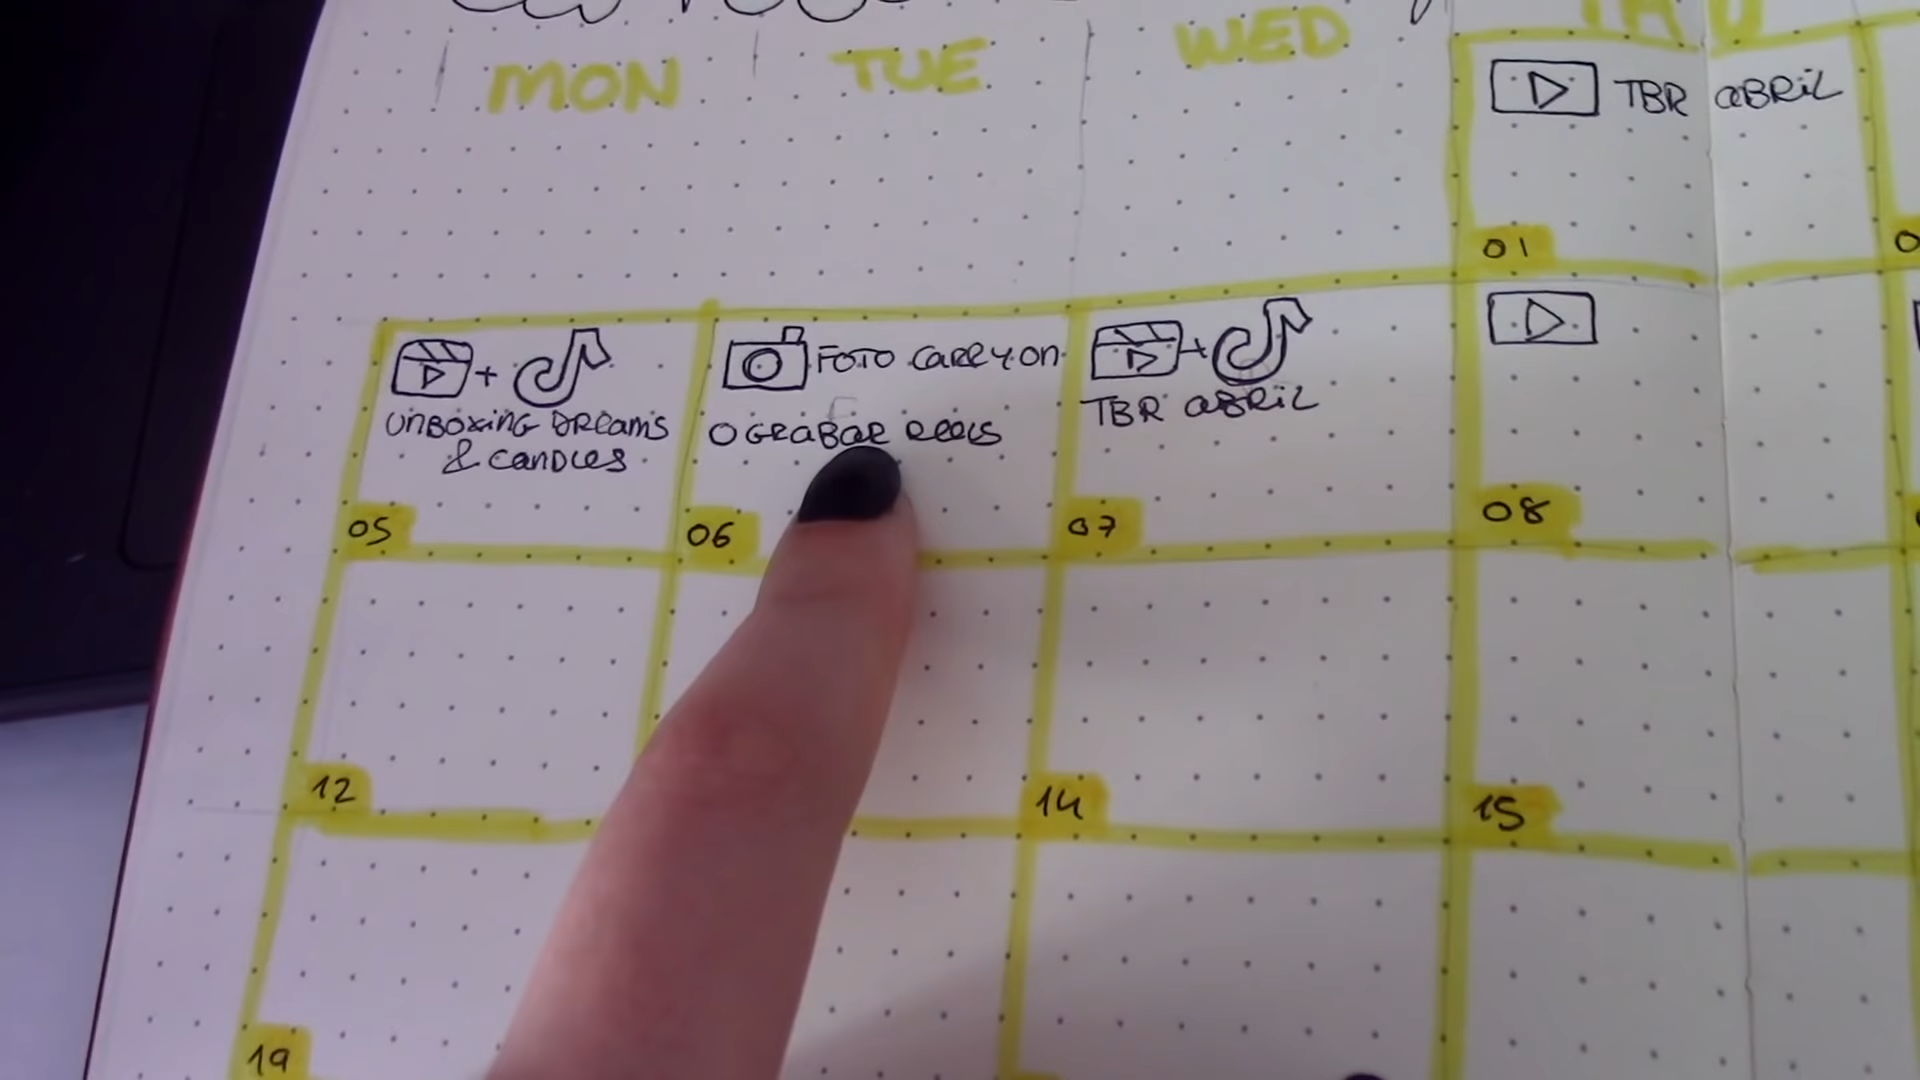 MON TUE WED THU
TBR ABRIL
01
UNBOXING DREAMS
& CANDLES
05
FOTO CARRY ON
O GRABAR REELS
06
+
TBR ABRIL
07
08
12
14
15
19